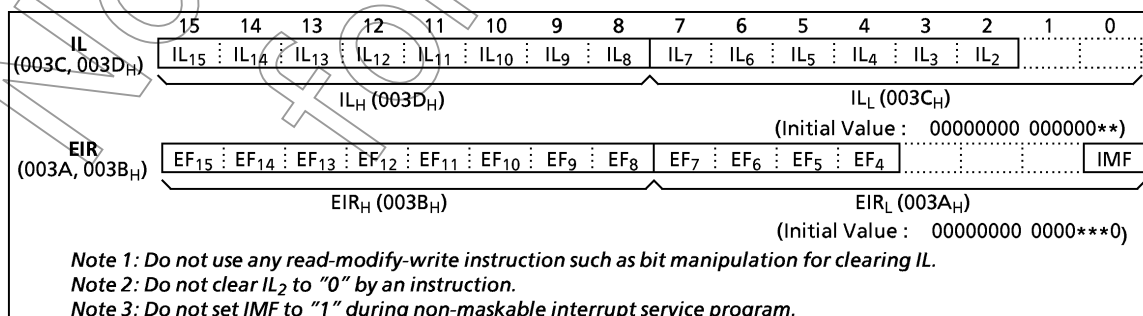 15 14 13 12 11 10 9 8 7 6 5 4 3 2 1 0
IL
(003C, 003DH)
IL15 IL14 IL13 IL12 IL11 IL10 IL9 IL8 IL7 IL6 IL5 IL4 IL3 IL2
ILH (003DH) ILL (003CH)
(Initial Value : 00000000 000000**)
EIR
(003A, 003BH)
EF15 EF14 EF13 EF12 EF11 EF10 EF9 EF8 EF7 EF6 EF5 EF4 IMF
EIRH (003BH) EIRL (003AH)
(Initial Value : 00000000 0000***0)
Note 1: Do not use any read-modify-write instruction such as bit manipulation for clearing IL.
Note 2: Do not clear IL2 to "0" by an instruction.
Note 3: Do not set IMF to "1" during non-maskable interrupt service program.